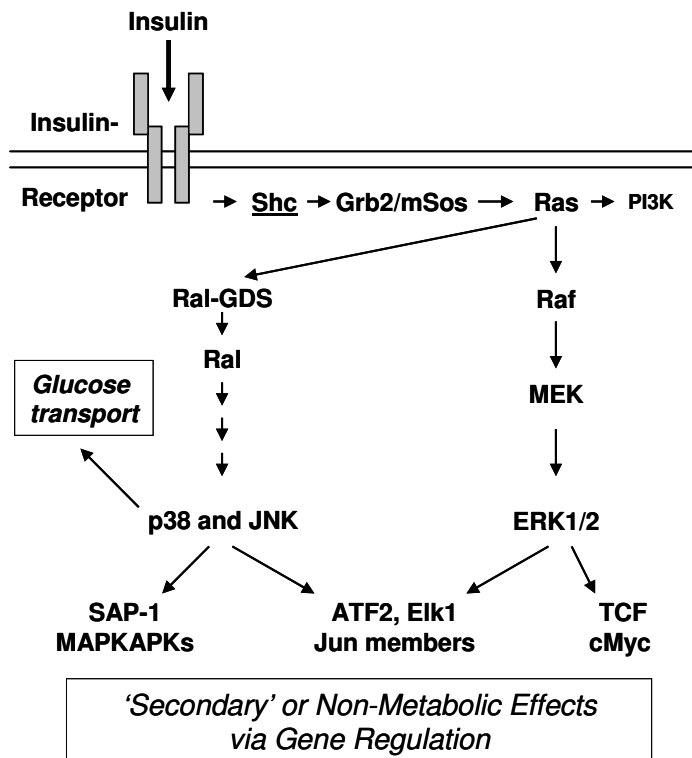 Insulin
Insulin-
Receptor
Shc Grb2/mSos Ras PI3K
Ral-GDS Raf
Ral
Glucose
transport
MEK
p38 and JNK ERK1/2
SAP-1
MAPKAPKs
ATF2, Elk1
Jun members
TCF
cMyc
‘Secondary’ or Non-Metabolic Effects
via Gene Regulation